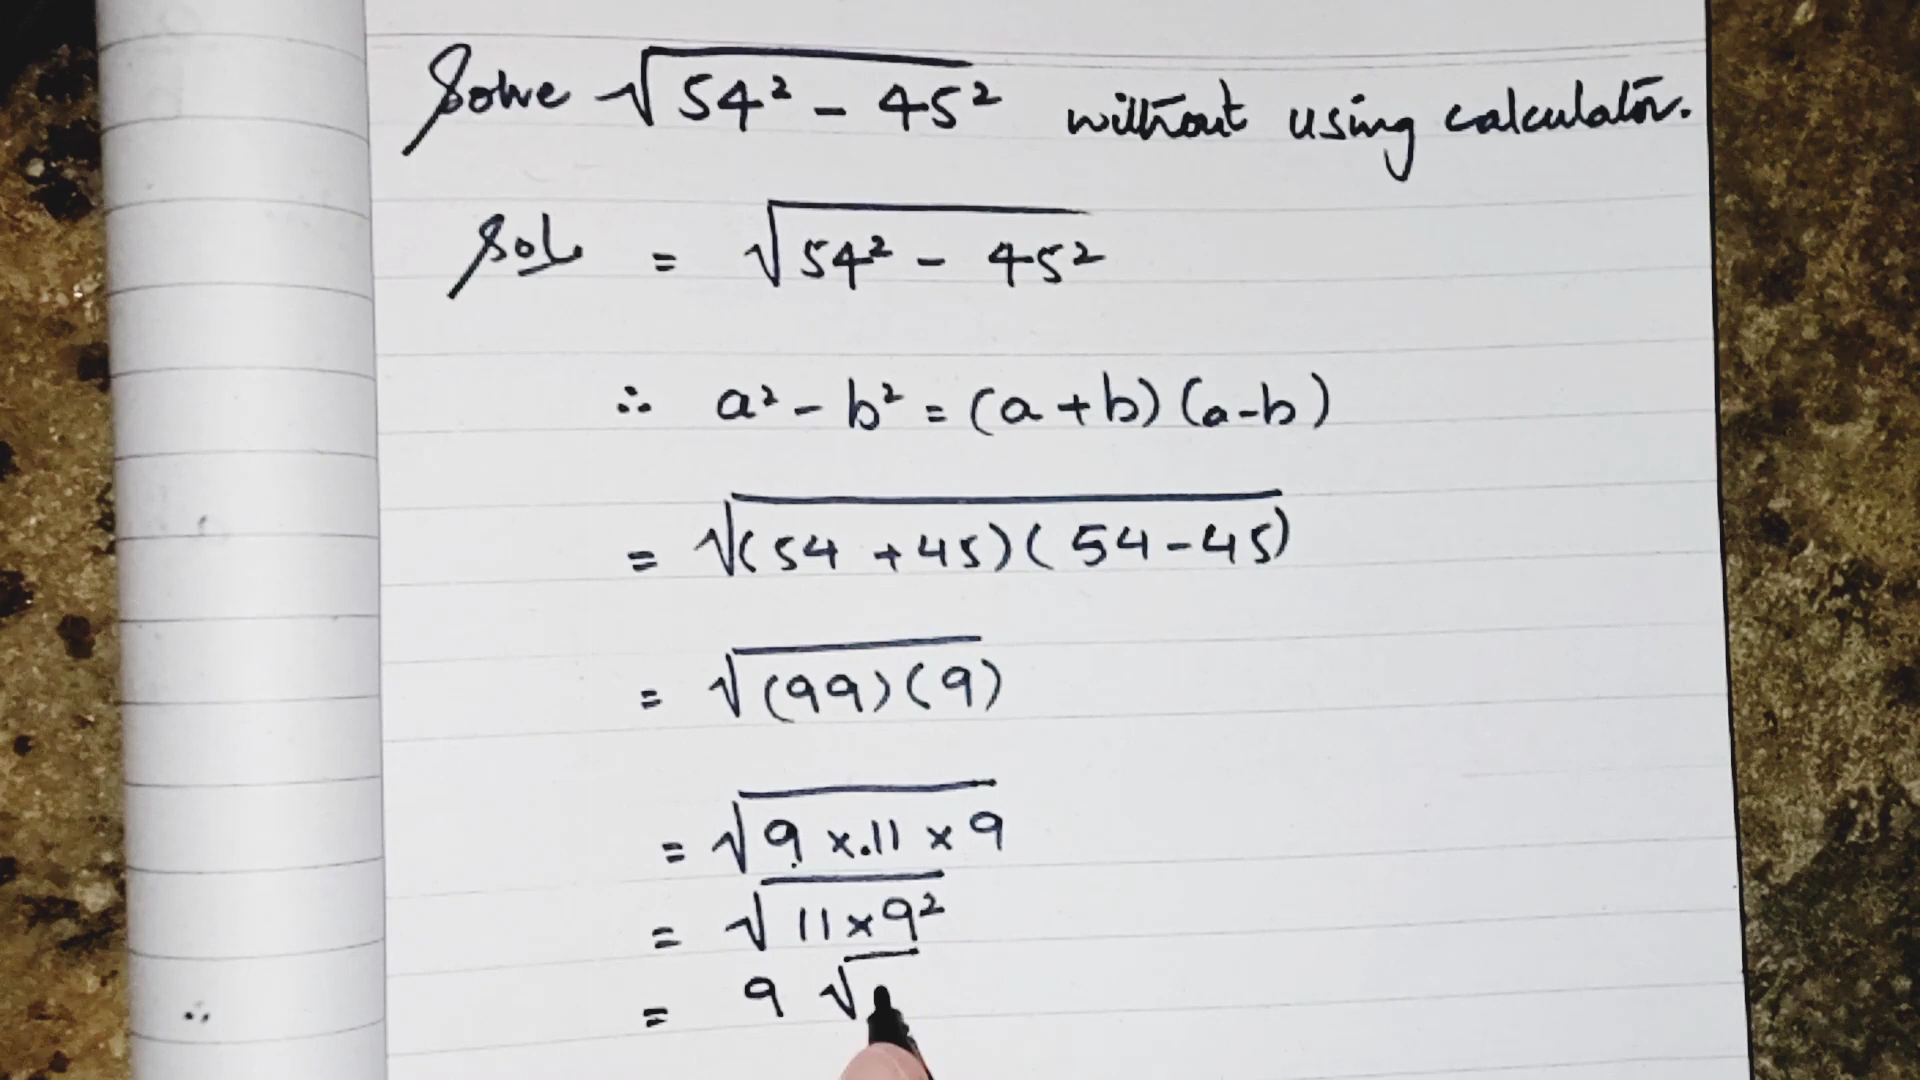 Solve √54² - 45² without using calculator.
Sol = √54² - 45²
∴ a² - b² = (a+b) (a-b)
= √(54 + 45) (54 - 45)
= √(99) (9)
= √9 × 11 × 9
= √11 × 9²
∴ = 9 √